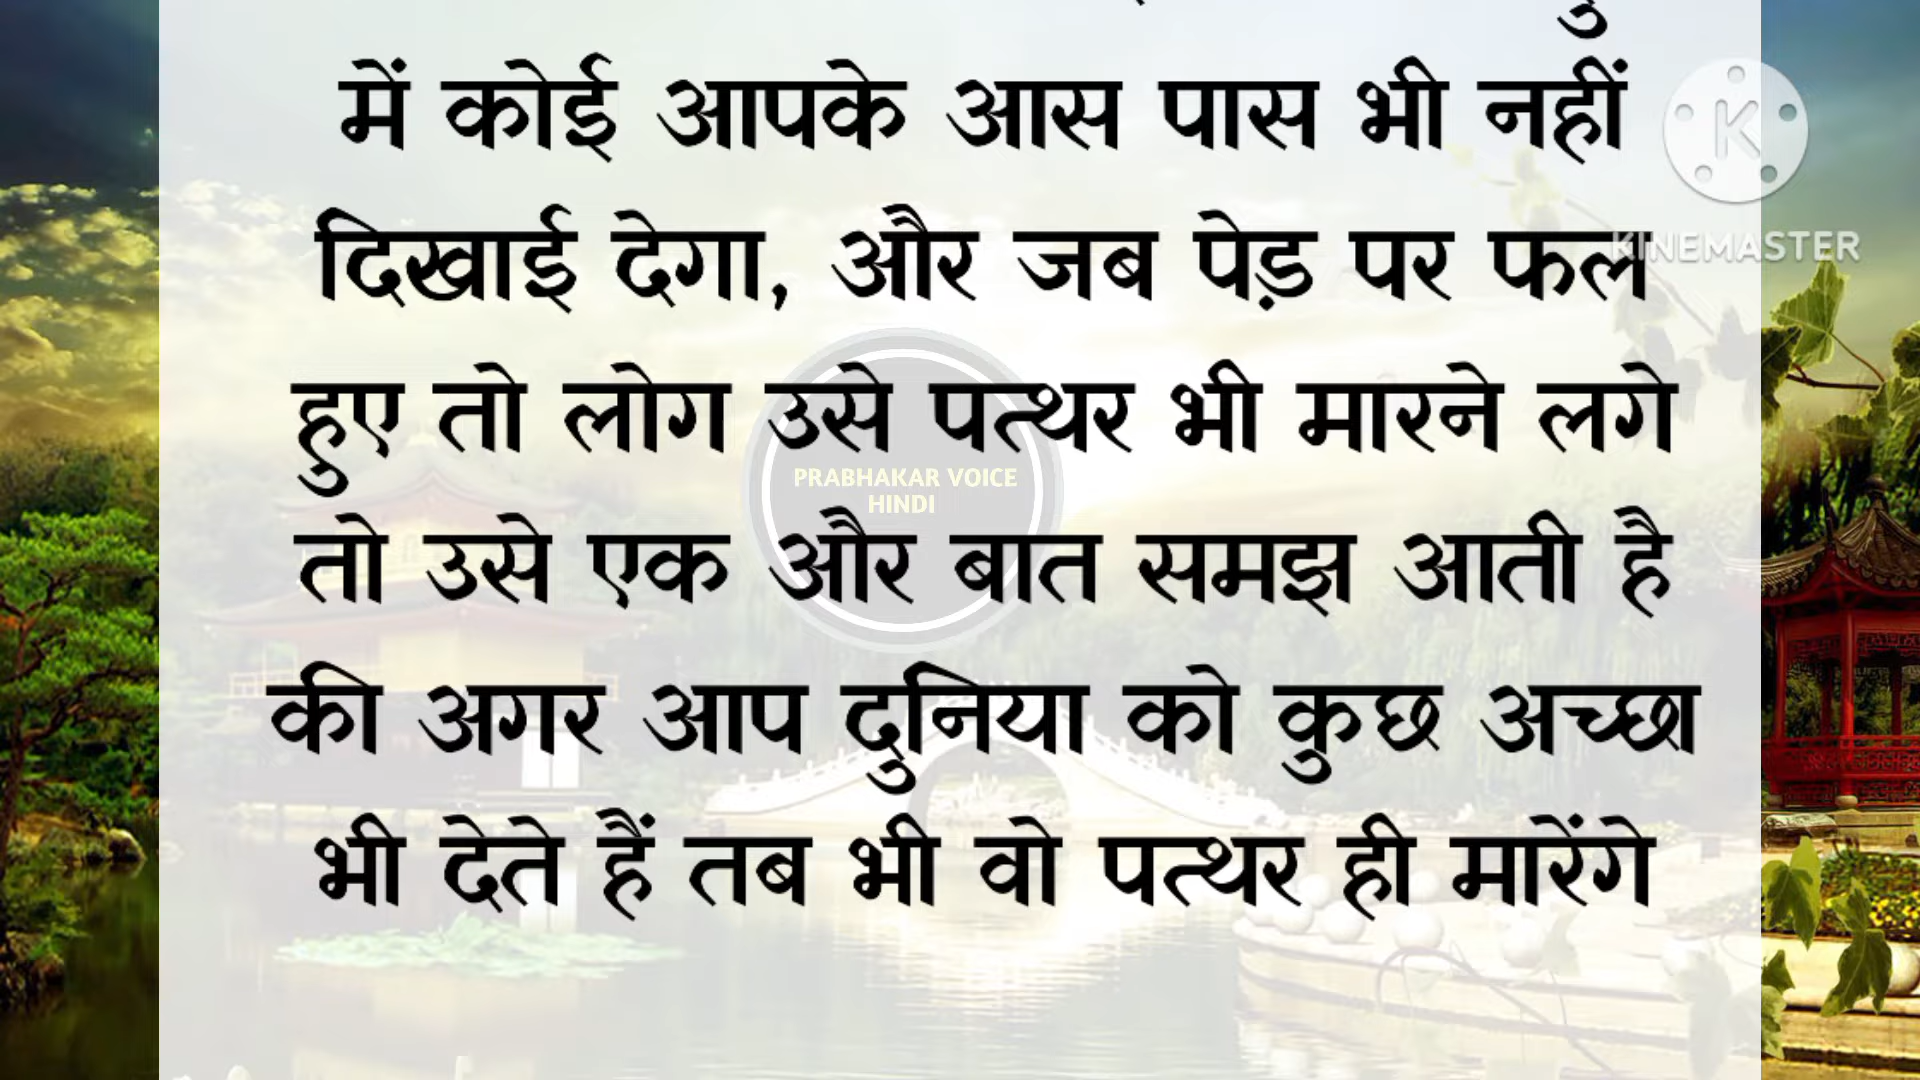 में कोई आपके आस पास भी नहीं
दिखाई देगा, और जब पेड़ पर फल
KINEMASTER
हुए तो लोग उसे पत्थर भी मारने लगे
PRABHAKAR VOICE
HINDI
तो उसे एक और बात समझ आती है
की अगर आप दुनिया को कुछ अच्छा
भी देते हैं तब भी वो पत्थर ही मारेंगे